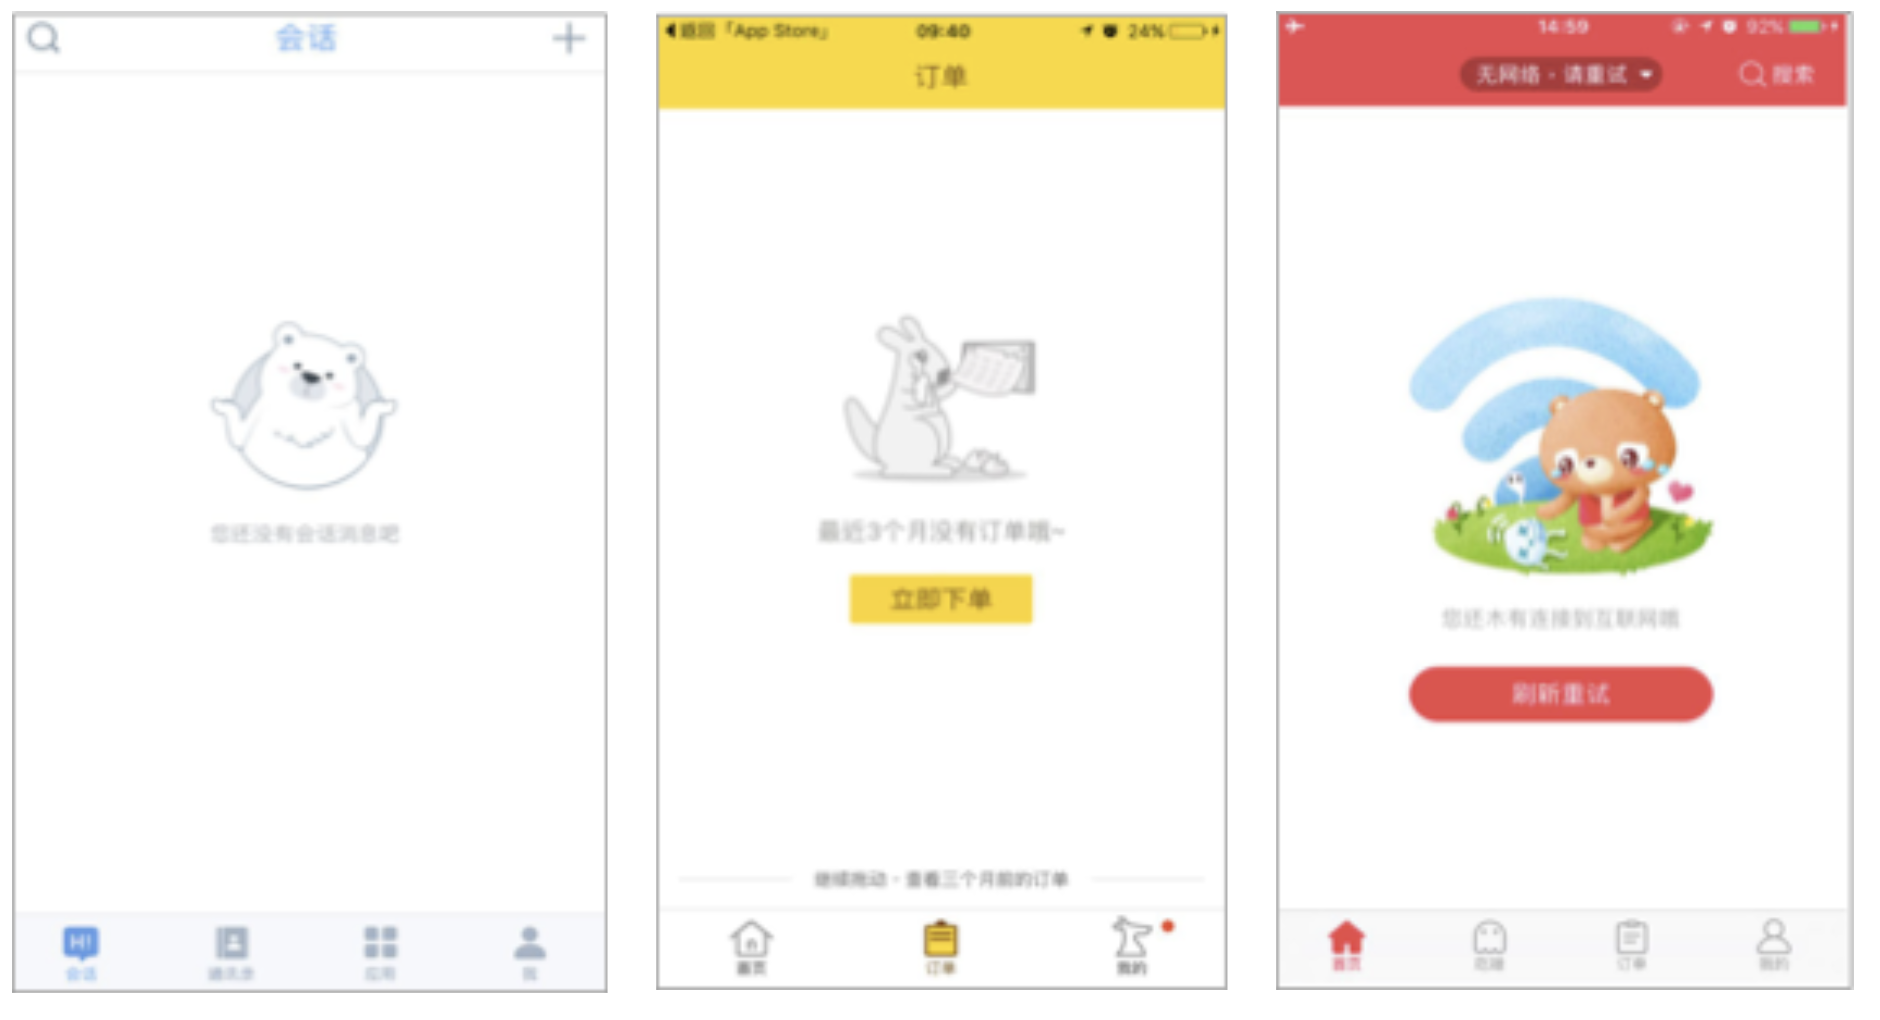 会话
您还没有会话消息吧
H!
会话
通讯录
应用
我
返回「App Store」
09:40
24%
订单
最近3个月没有订单哦~
立即下单
继续拖动，查看三个月前的订单
首页
订单
我的
14:59
92%
无网络，请重试
搜索
您还木有连接到互联网哦
刷新重试
首页
订单
我的